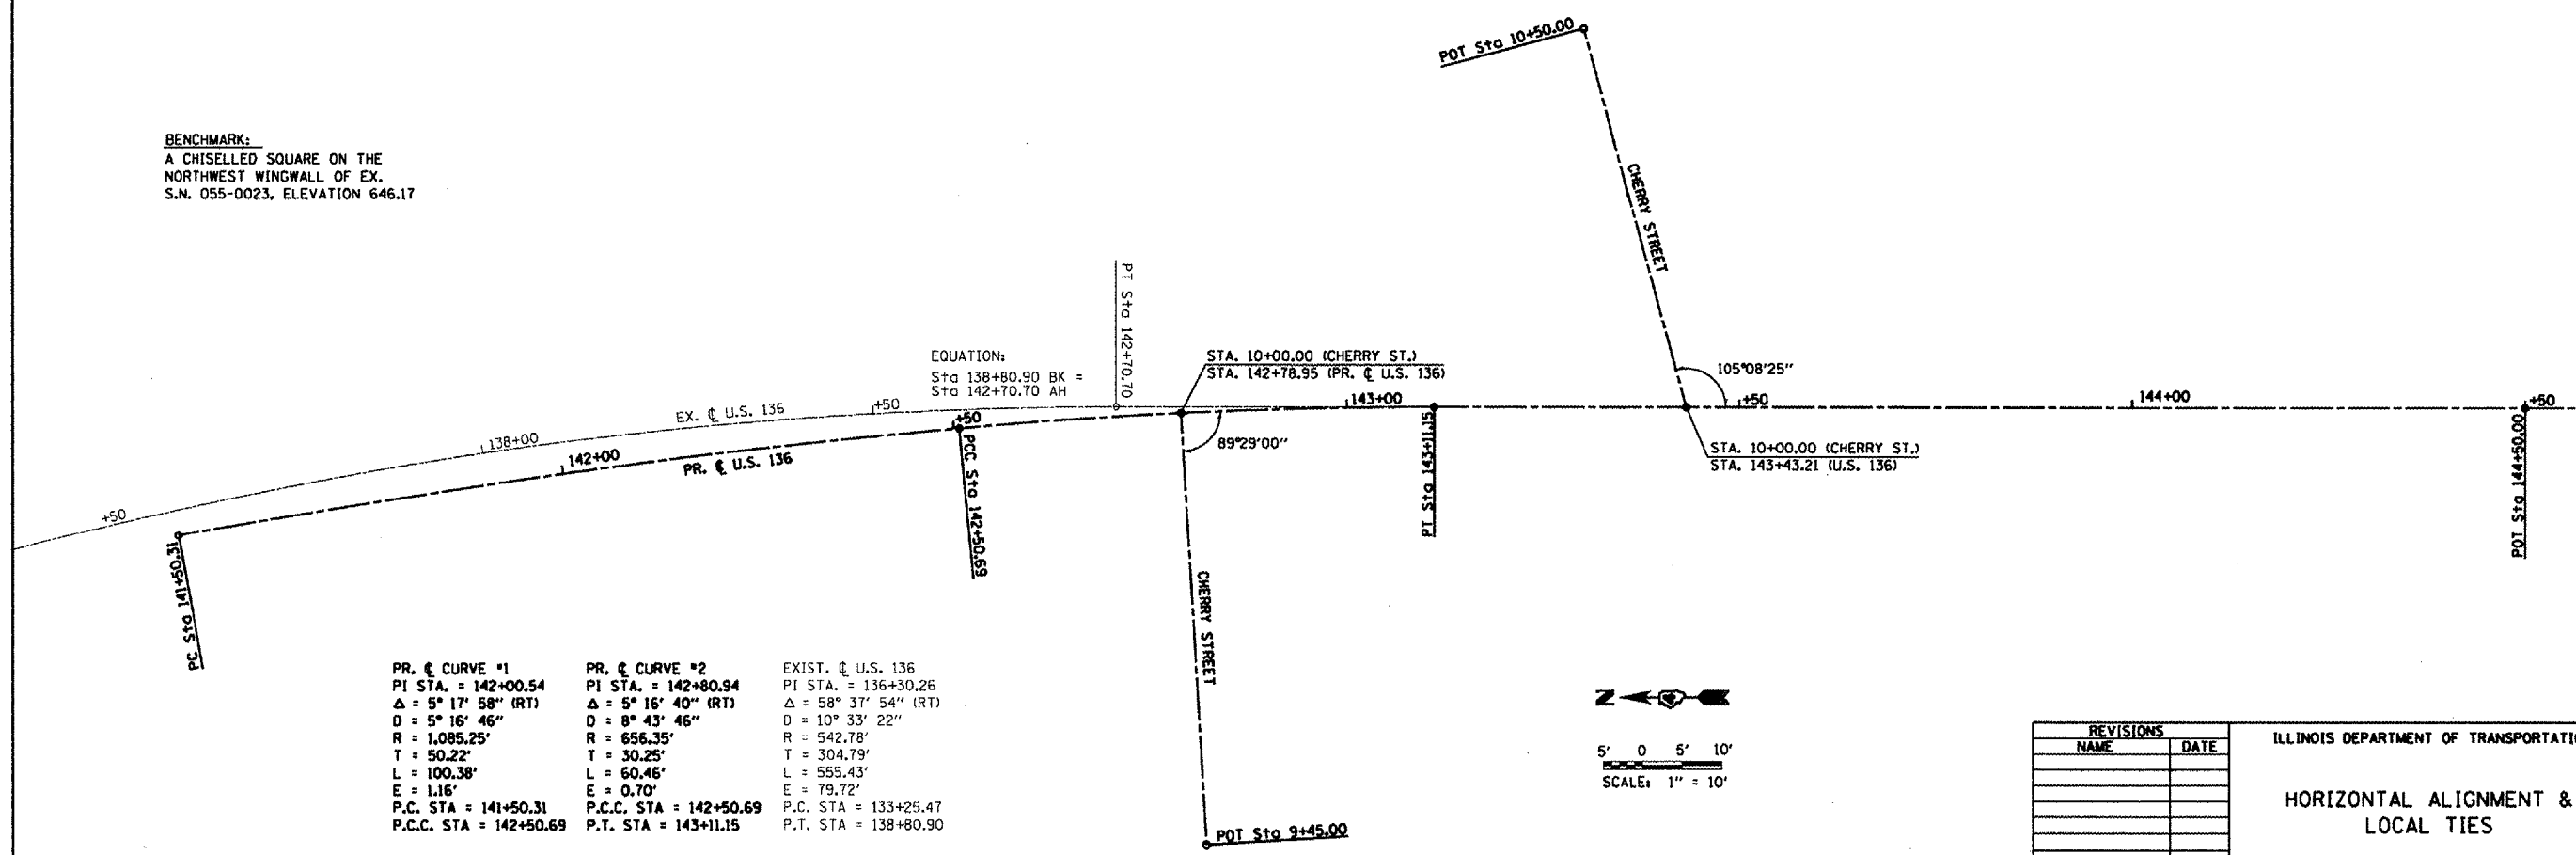 POT Sta 10+50.00
BENCHMARK:
A CHISELLED SQUARE ON THE
NORTHWEST WINGWALL OF EX.
S.N. 055-0023, ELEVATION 646.17
CHERRY STREET
PT Sta 142+70.70
EQUATION:
Sta 138+80.90 BK =
Sta 142+70.70 AH
STA. 10+00.00 (CHERRY ST.)
STA. 142+78.95 (PR. ℄ U.S. 136)
105°08'25"
+50
138+00
EX. ℄ U.S. 136
+50
+50
143+00
+50
144+00
+50
142+00
PR. ℄ U.S. 136
89°29'00"
STA. 10+00.00 (CHERRY ST.)
STA. 143+43.21 (U.S. 136)
PC Sta 141+50.31
PCC Sta 142+50.69
PT Sta 143+11.15
POT Sta 144+50.00
CHERRY STREET
PR. ℄ CURVE #1
PI STA. = 142+00.54
Δ = 5° 17' 58" (RT)
D = 5° 16' 46"
R = 1,085.25'
T = 50.22'
L = 100.38'
E = 1.16'
P.C. STA = 141+50.31
P.C.C. STA = 142+50.69
PR. ℄ CURVE #2
PI STA. = 142+80.94
Δ = 5° 16' 40" (RT)
D = 8° 43' 46"
R = 656.35'
T = 30.25'
L = 60.46'
E = 0.70'
P.C.C. STA = 142+50.69
P.T. STA = 143+11.15
EXIST. ℄ U.S. 136
PI STA. = 136+30.26
Δ = 58° 37' 54" (RT)
D = 10° 33' 22"
R = 542.78'
T = 304.79'
L = 555.43'
E = 79.72'
P.C. STA = 133+25.47
P.T. STA = 138+80.90
POT Sta 9+45.00
Z
5' 0 5' 10'
SCALE: 1" = 10'
REVISIONS
NAME DATE
ILLINOIS DEPARTMENT OF TRANSPORTATI
HORIZONTAL ALIGNMENT &
LOCAL TIES